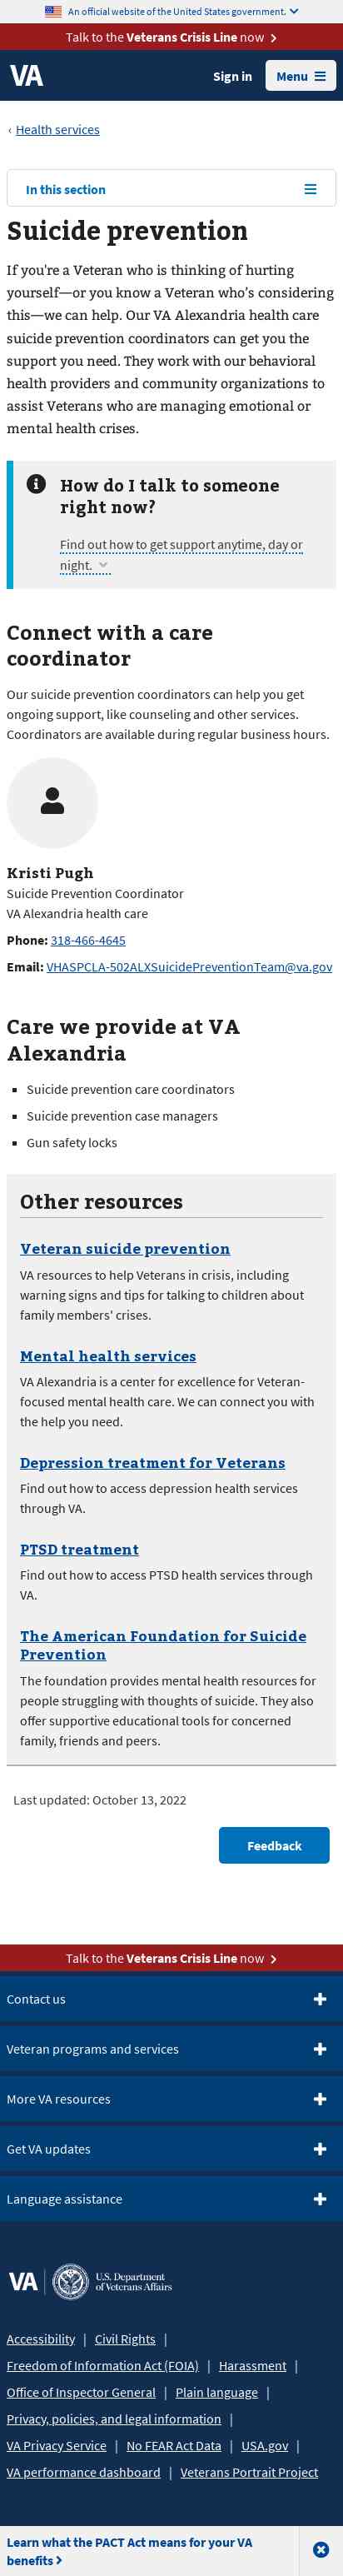 An official website of the United States government.
Talk to the Veterans Crisis Line now
VA
Sign in
Menu
‹ Health services
In this section
Suicide prevention
If you're a Veteran who is thinking of hurting
yourself—or you know a Veteran who's considering
this—we can help. Our VA Alexandria health care
suicide prevention coordinators can get you the
support you need. They work with our behavioral
health providers and community organizations to
assist Veterans who are managing emotional or
mental health crises.
How do I talk to someone
right now?
Find out how to get support anytime, day or
night.
Connect with a care
coordinator
Our suicide prevention coordinators can help you get
ongoing support, like counseling and other services.
Coordinators are available during regular business hours.
Kristi Pugh
Suicide Prevention Coordinator
VA Alexandria health care
Phone: 318-466-4645
Email: VHASPCLA-502ALXSuicidePreventionTeam@va.gov
Care we provide at VA
Alexandria
▪ Suicide prevention care coordinators
▪ Suicide prevention case managers
▪ Gun safety locks
Other resources
Veteran suicide prevention
VA resources to help Veterans in crisis, including
warning signs and tips for talking to children about
family members' crises.
Mental health services
VA Alexandria is a center for excellence for Veteran-
focused mental health care. We can connect you with
the help you need.
Depression treatment for Veterans
Find out how to access depression health services
through VA.
PTSD treatment
Find out how to access PTSD health services through
VA.
The American Foundation for Suicide
Prevention
The foundation provides mental health resources for
people struggling with thoughts of suicide. They also
offer supportive educational tools for concerned
family, friends and peers.
Last updated: October 13, 2022
Feedback
Talk to the Veterans Crisis Line now
Contact us
Veteran programs and services
More VA resources
Get VA updates
Language assistance
VA | U.S. Department
of Veterans Affairs
Accessibility | Civil Rights |
Freedom of Information Act (FOIA) | Harassment |
Office of Inspector General | Plain language |
Privacy, policies, and legal information |
VA Privacy Service | No FEAR Act Data | USA.gov |
VA performance dashboard | Veterans Portrait Project
Learn what the PACT Act means for your VA
benefits